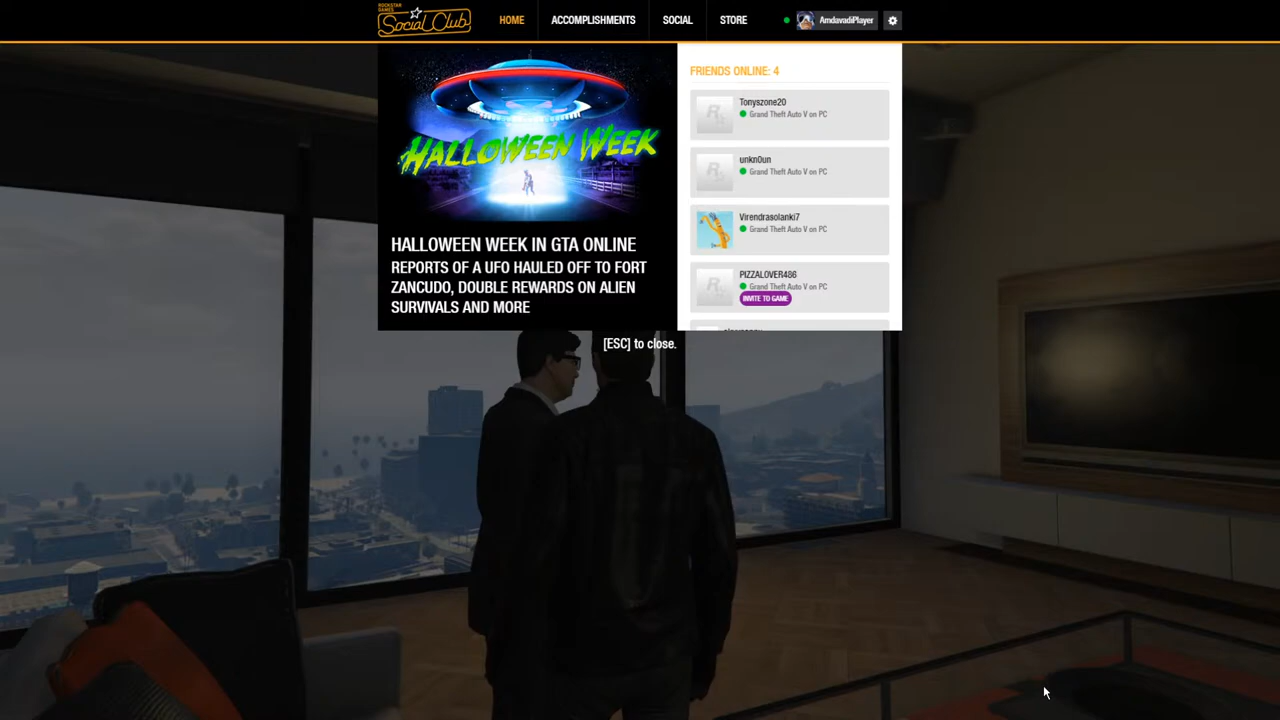 ROCKSTAR
GAMES
Social Club
HOME
ACCOMPLISHMENTS
SOCIAL
STORE
AmdavadiPlayer
HALLOWEEN WEEK
HALLOWEEN WEEK IN GTA ONLINE
REPORTS OF A UFO HAULED OFF TO FORT
ZANCUDO, DOUBLE REWARDS ON ALIEN
SURVIVALS AND MORE
FRIENDS ONLINE: 4
Tonyszone20
Grand Theft Auto V on PC
unkn0un
Grand Theft Auto V on PC
Virendrasolanki7
Grand Theft Auto V on PC
PIZZALOVER486
Grand Theft Auto V on PC
INVITE TO GAME
[ESC] to close.